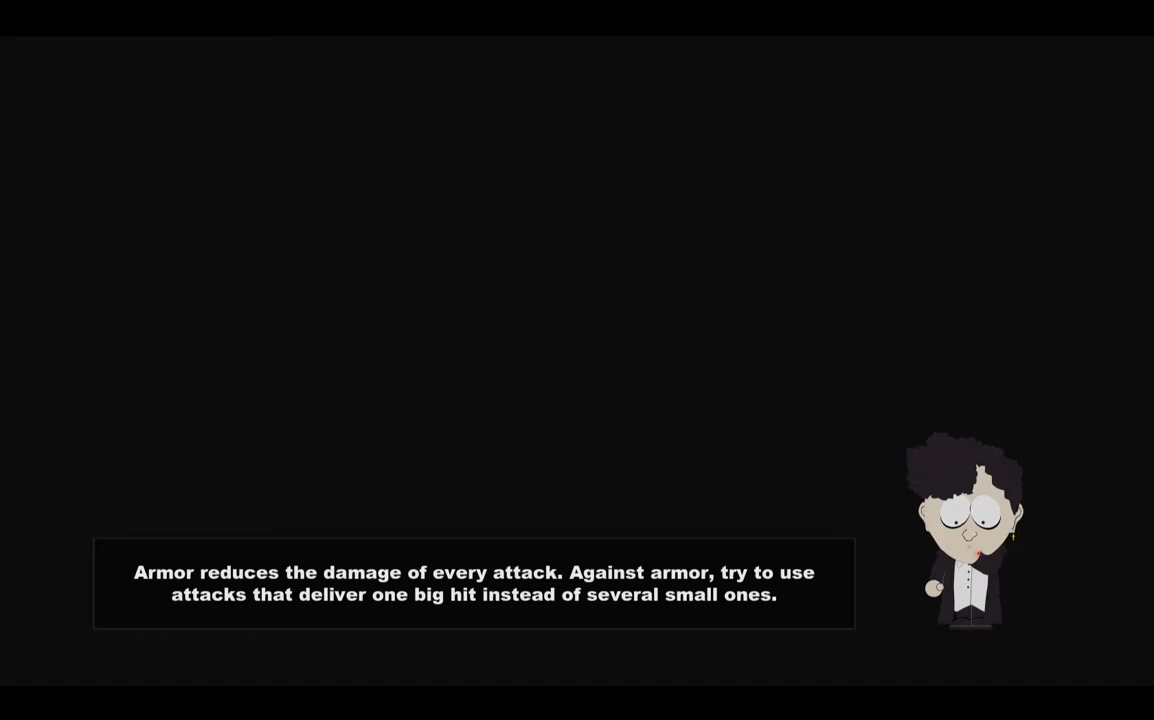 Armor reduces the damage of every attack. Against armor, try to use
attacks that deliver one big hit instead of several small ones.